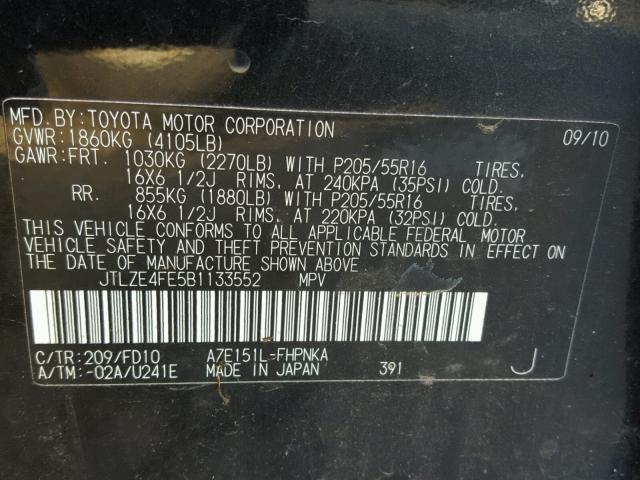 MFD.BY:TOYOTA MOTOR CORPORATION 09/10
GVWR:1860KG (4105LB)
GAWR:FRT. 1030KG (2270LB) WITH P205/55R16 TIRES,
16X6 1/2J RIMS, AT 240KPA (35PSI) COLD.
RR. 855KG (1880LB) WITH P205/55R16 TIRES,
16X6 1/2J RIMS, AT 220KPA (32PSI) COLD.
THIS VEHICLE CONFORMS TO ALL APPLICABLE FEDERAL MOTOR
VEHICLE SAFETY AND THEFT PREVENTION STANDARDS IN EFFECT ON
THE DATE OF MANUFACTURE SHOWN ABOVE.
JTLZE4FE5B1133552 MPV
C/TR:209/FD10 AZE151L-FHPNKA
A/TM:-02A/U241E MADE IN JAPAN 391 J